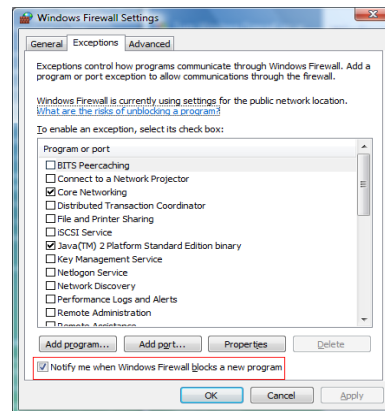 Windows Firewall Settings
General Exceptions Advanced
Exceptions control how programs communicate through Windows Firewall. Add a
program or port exception to allow communications through the firewall.
Windows Firewall is currently using settings for the public network location.
What are the risks of unblocking a program?
To enable an exception, select its check box:
Program or port
BITS Peercaching
Connect to a Network Projector
Core Networking
Distributed Transaction Coordinator
File and Printer Sharing
iSCSI Service
Java(TM) 2 Platform Standard Edition binary
Key Management Service
Netlogon Service
Network Discovery
Performance Logs and Alerts
Remote Administration
Remote Assistance
Add program... Add port... Properties Delete
Notify me when Windows Firewall blocks a new program
OK Cancel Apply